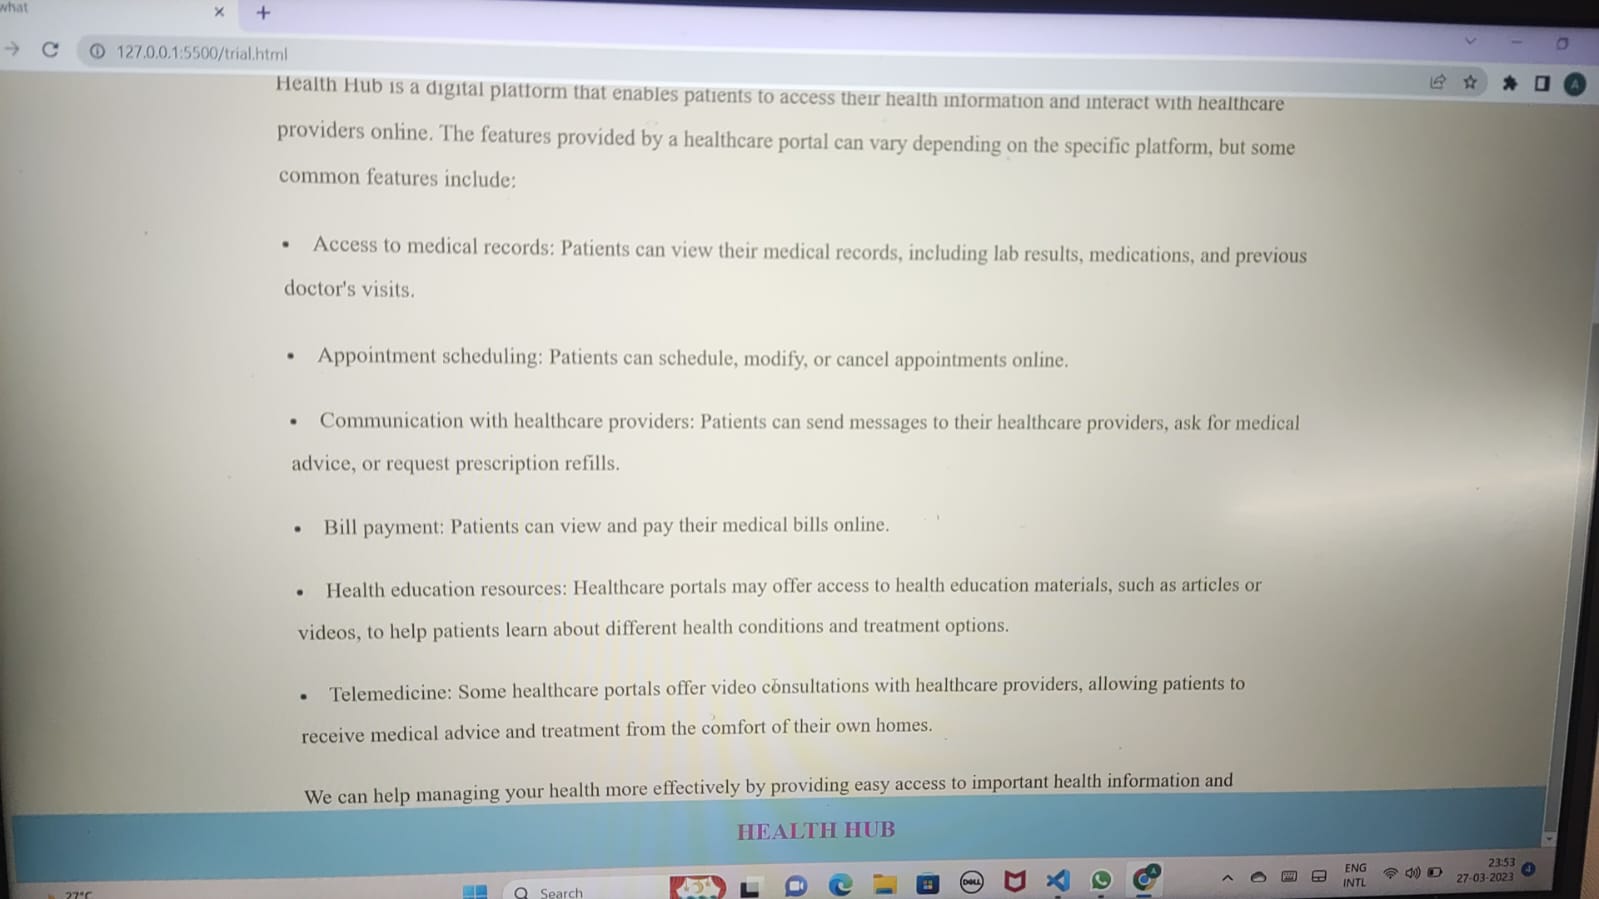 what
127.0.0.1:5500/trial.html
Health Hub is a digital platform that enables patients to access their health information and interact with healthcare
providers online. The features provided by a healthcare portal can vary depending on the specific platform, but some
common features include:
• Access to medical records: Patients can view their medical records, including lab results, medications, and previous
doctor's visits.
• Appointment scheduling: Patients can schedule, modify, or cancel appointments online.
• Communication with healthcare providers: Patients can send messages to their healthcare providers, ask for medical
advice, or request prescription refills.
• Bill payment: Patients can view and pay their medical bills online.
• Health education resources: Healthcare portals may offer access to health education materials, such as articles or
videos, to help patients learn about different health conditions and treatment options.
• Telemedicine: Some healthcare portals offer video consultations with healthcare providers, allowing patients to
receive medical advice and treatment from the comfort of their own homes.
We can help managing your health more effectively by providing easy access to important health information and
HEALTH HUB
27°C
Search
DELL
ENG
INTL
23:53
27-03-2023